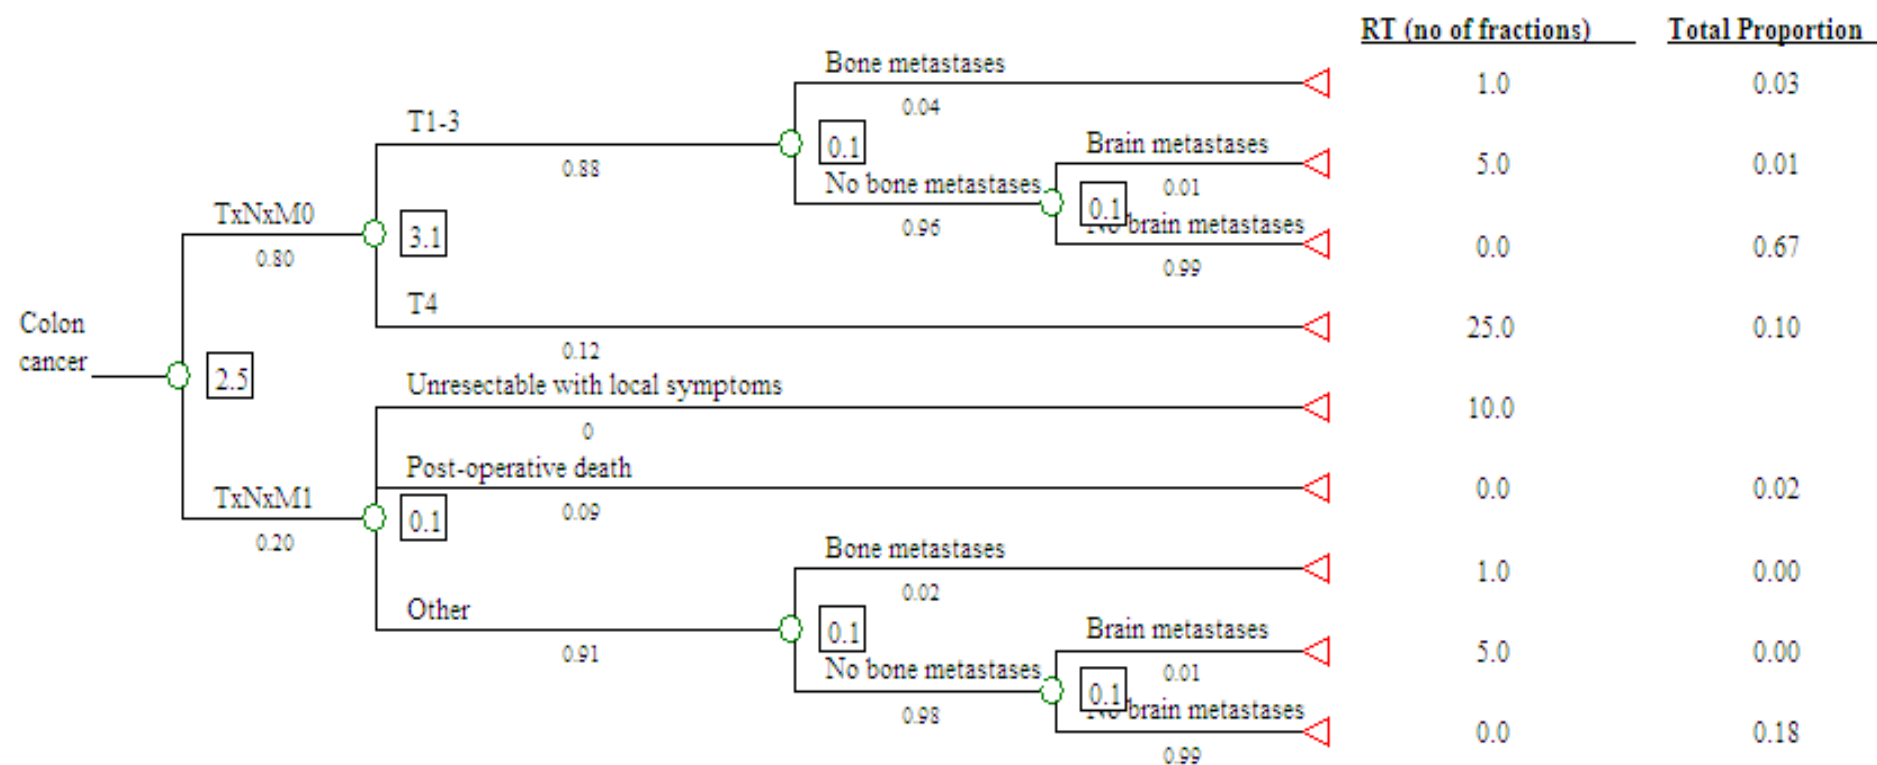 RT (no of fractions) Total Proportion
Bone metastases
0.04
1.0 0.03
T1-3
0.88
0.1
Brain metastases
0.01
5.0 0.01
No bone metastases
0.96
0.1
No brain metastases
0.99
0.0 0.67
TxNxM0
0.80
3.1
T4
0.12
25.0 0.10
Colon
cancer
2.5
Unresectable with local symptoms
0
10.0
Post-operative death
0.09
0.0 0.02
TxNxM1
0.20
0.1
Bone metastases
0.02
1.0 0.00
Other
0.91
0.1
Brain metastases
0.01
5.0 0.00
No bone metastases
0.98
0.1
No brain metastases
0.99
0.0 0.18